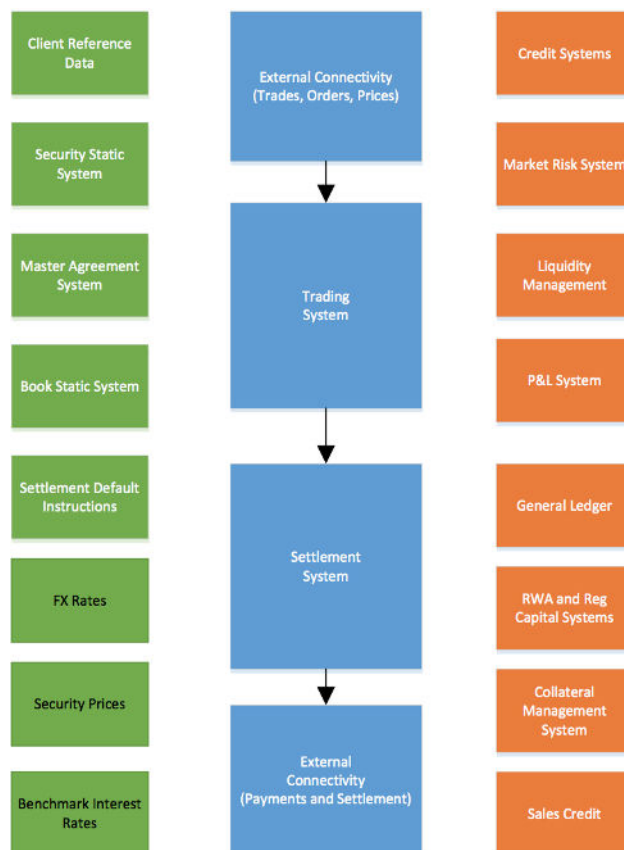 Client Reference
Data
Security Static
System
Master Agreement
System
Book Static System
Settlement Default
Instructions
FX Rates
Security Prices
Benchmark Interest
Rates
External Connectivity
(Trades, Orders, Prices)
Trading
System
Settlement
System
External
Connectivity
(Payments and Settlement)
Credit Systems
Market Risk System
Liquidity
Management
P&L System
General Ledger
RWA and Reg
Capital Systems
Collateral
Management
System
Sales Credit